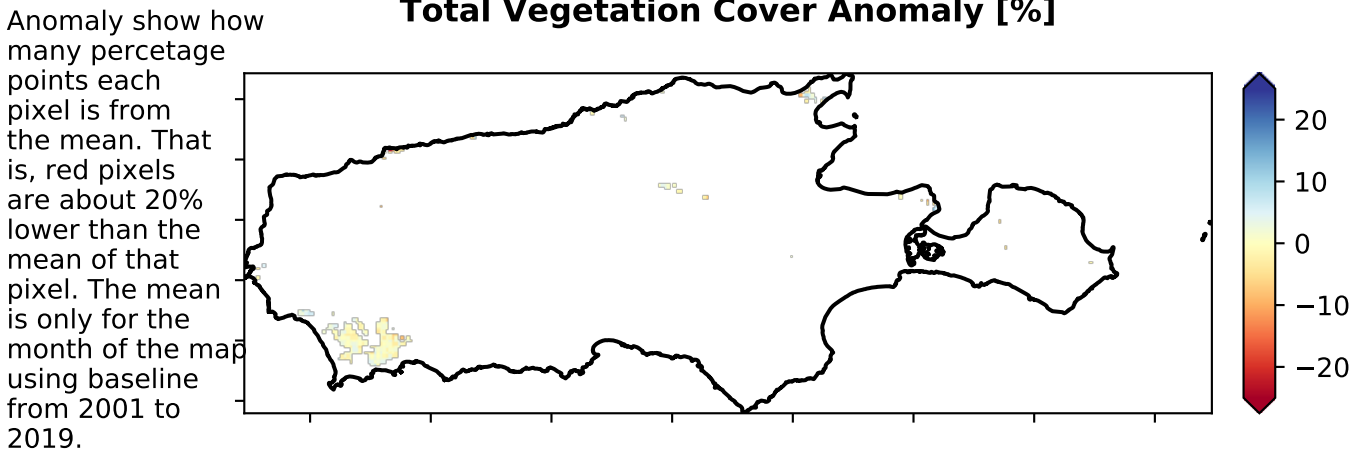 Total Vegetation Cover Anomaly [%]
Anomaly show how
many percetage
points each
pixel is from
the mean. That
is, red pixels
are about 20%
lower than the
mean of that
pixel. The mean
is only for the
month of the map
using baseline
from 2001 to
2019.
20
10
0
−10
−20